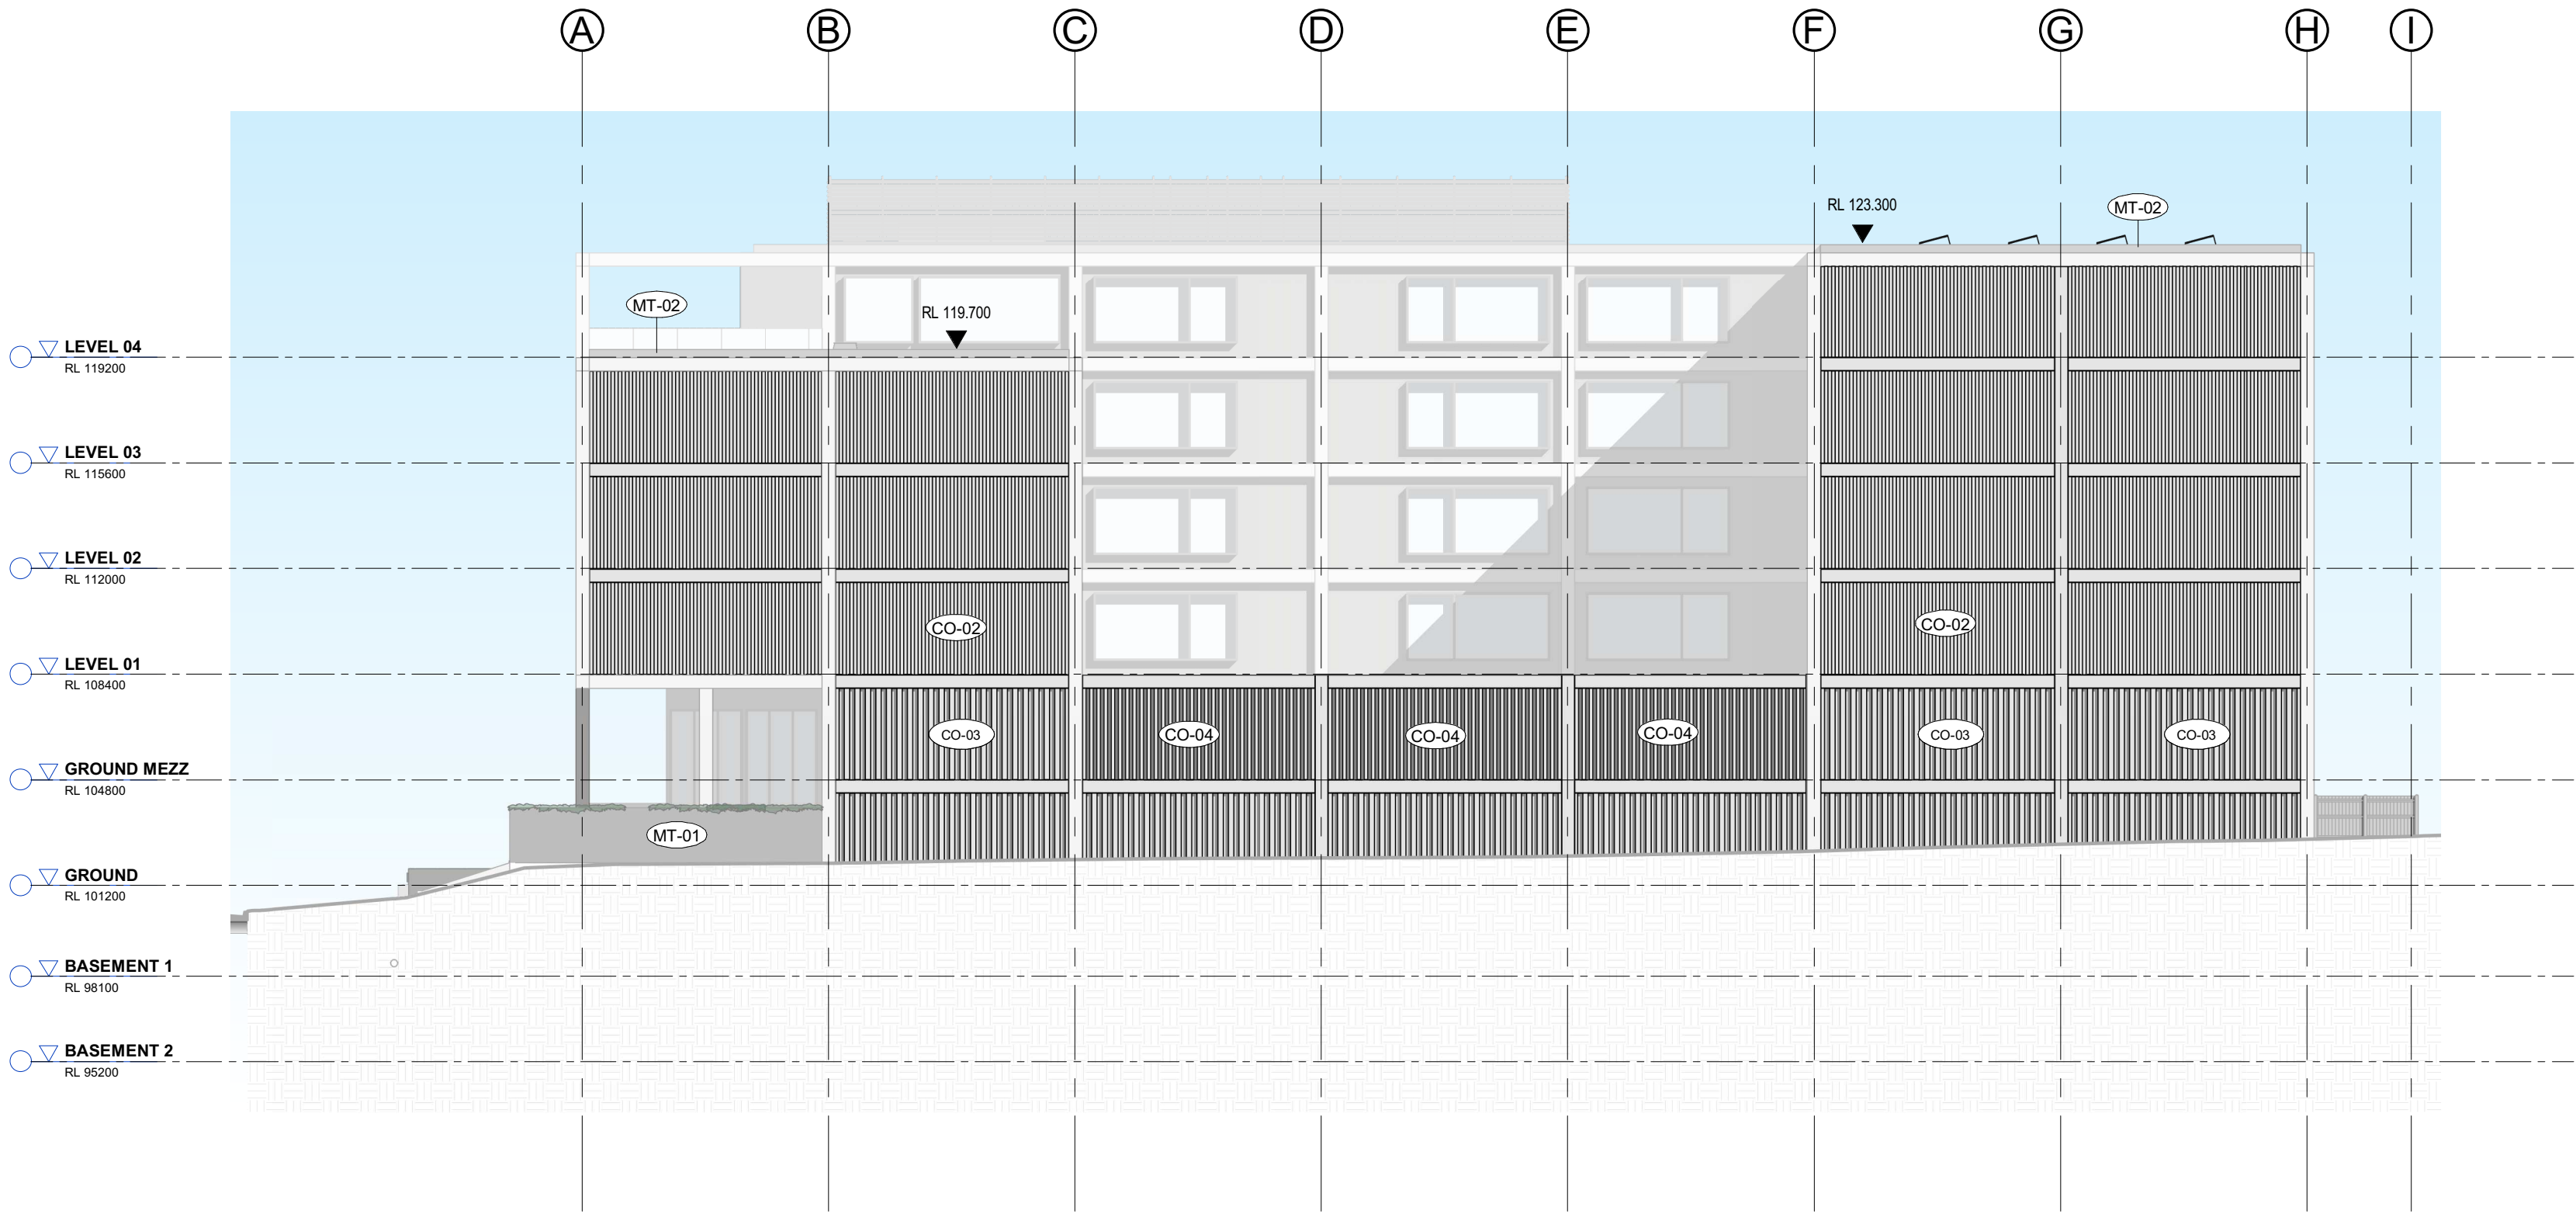 A B C D E F G H I
RL 123.300
MT-02
MT-02
RL 119.700
LEVEL 04
RL 119200
LEVEL 03
RL 115600
LEVEL 02
RL 112000
CO-02
CO-02
LEVEL 01
RL 108400
CO-03
CO-04
CO-04
CO-04
CO-03
CO-03
GROUND MEZZ
RL 104800
MT-01
GROUND
RL 101200
BASEMENT 1
RL 98100
BASEMENT 2
RL 95200